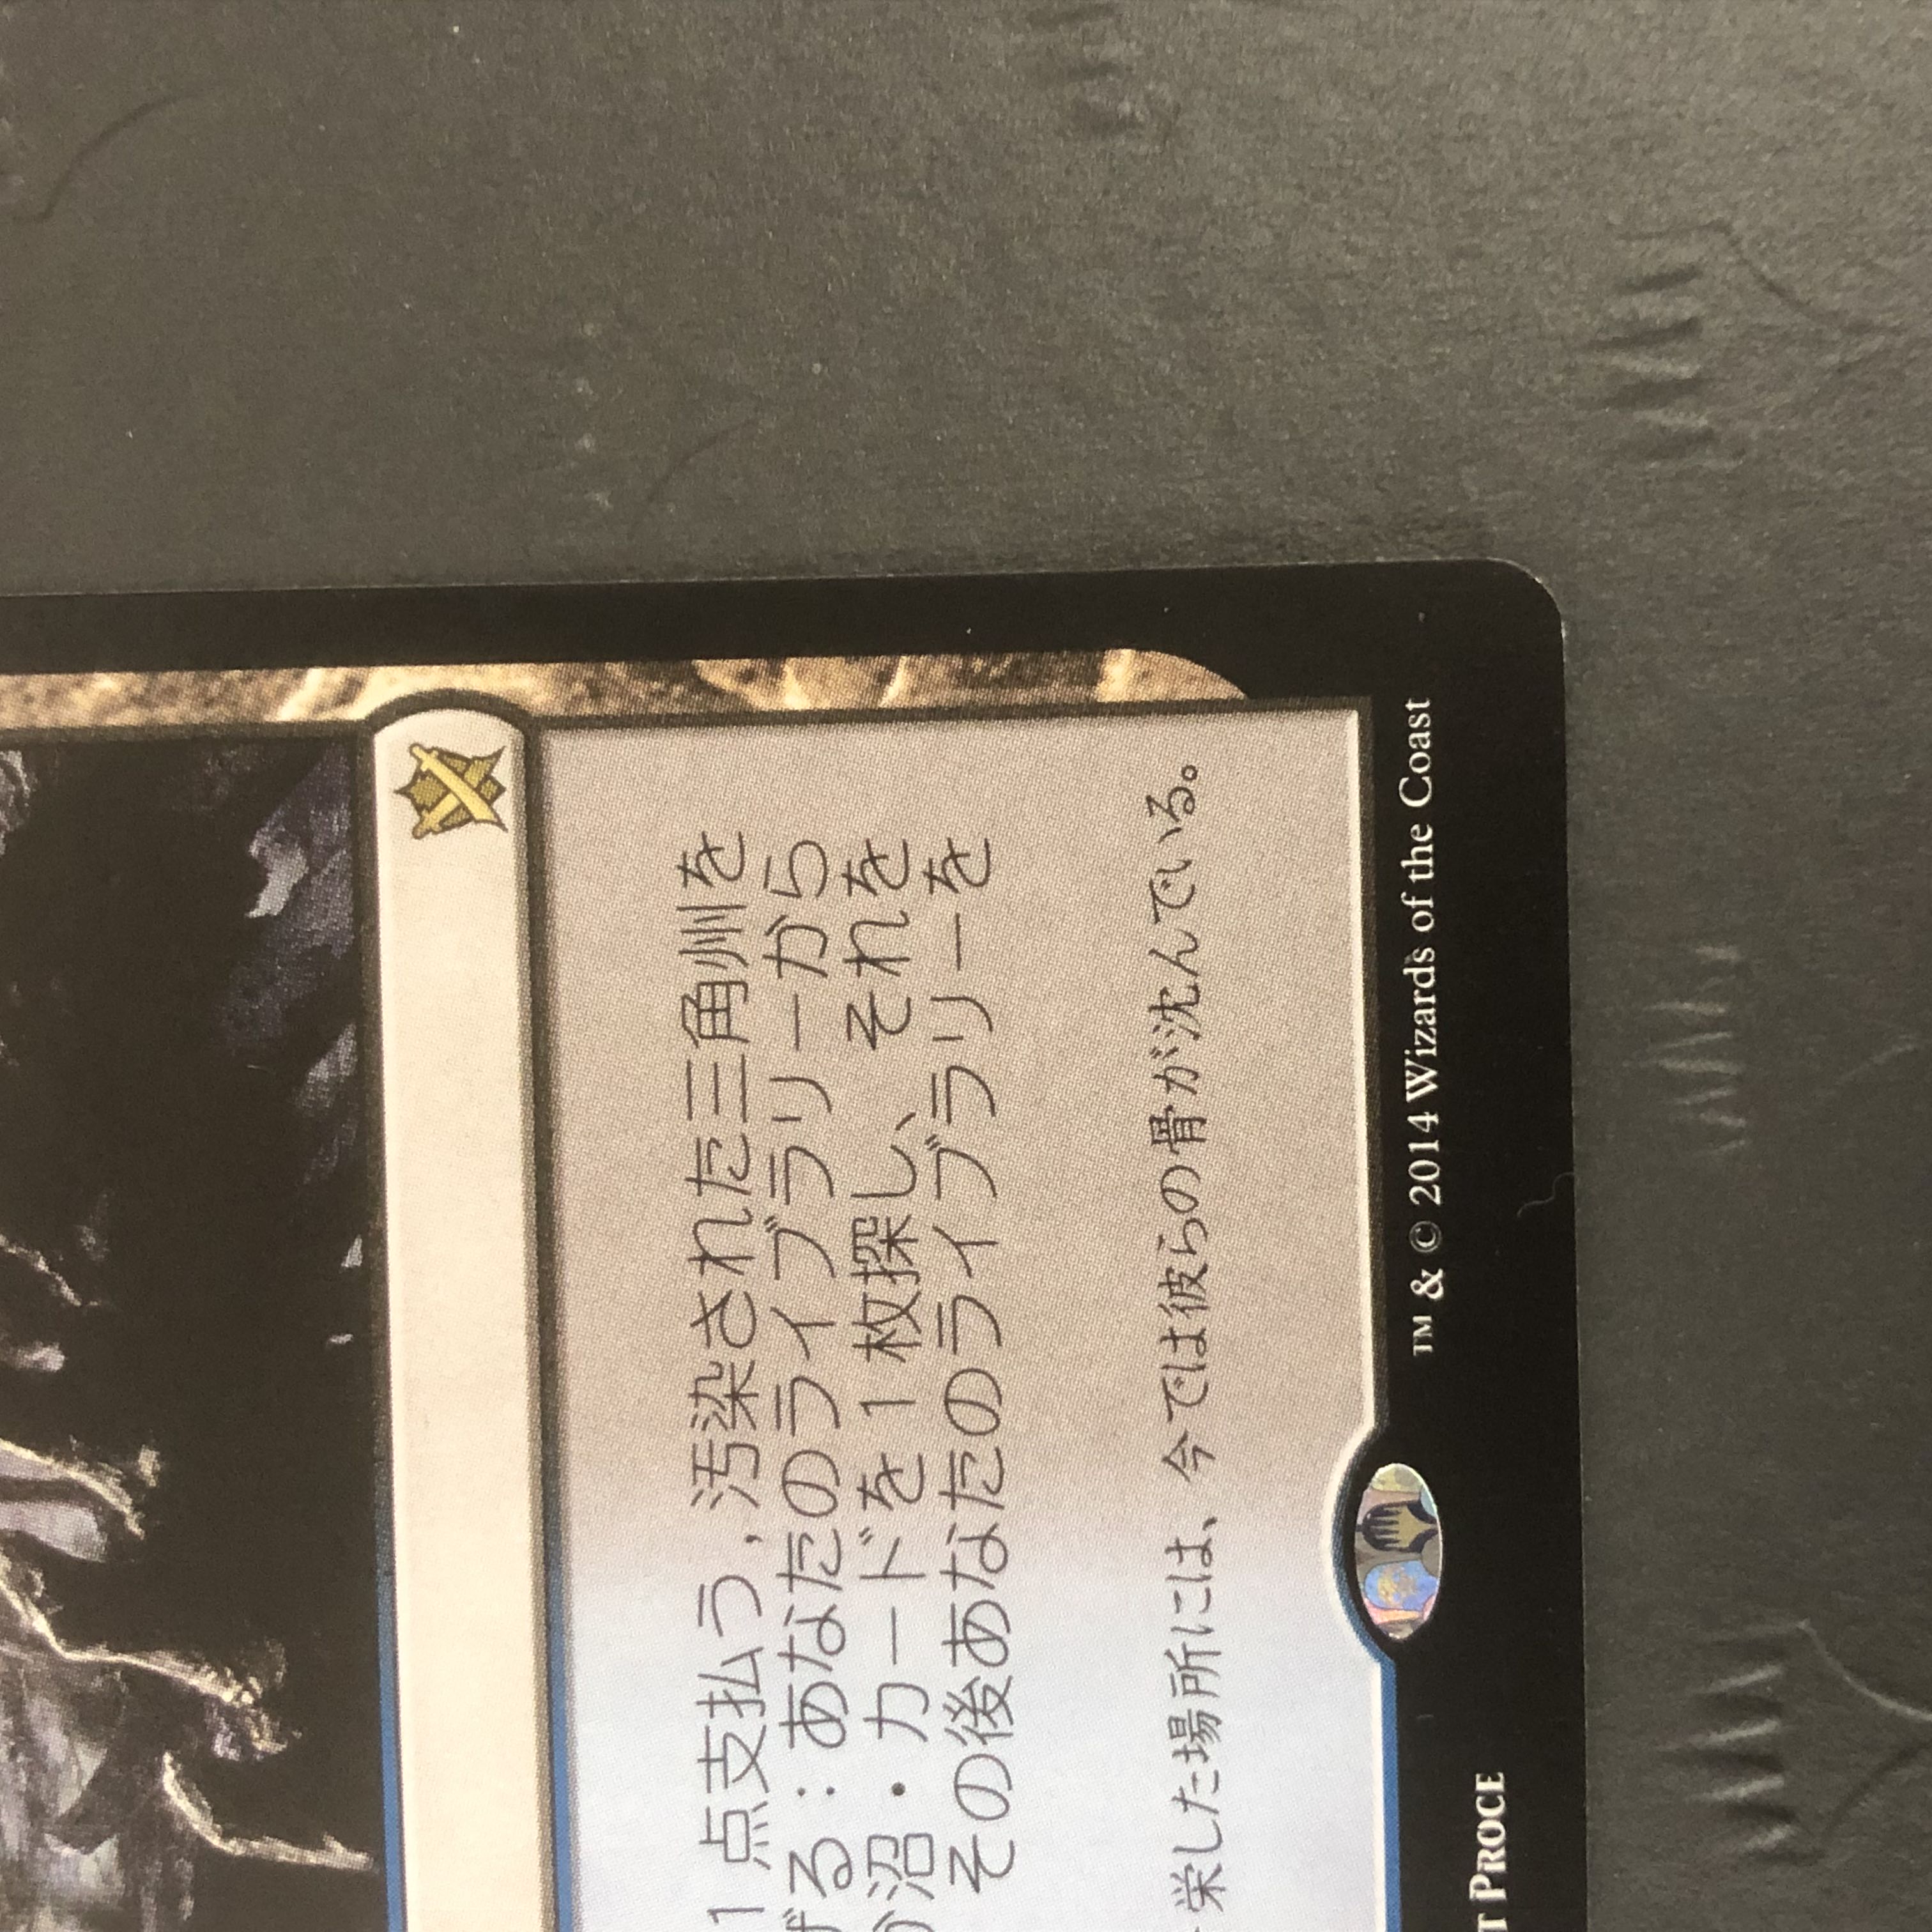 1点支払う, 汚染された三角州を
げる：あなたのライブラリーから
沼・カードを1枚探し、それを
その後あなたのライブラリーを
栄した場所には、今では彼らの骨が沈んでいる。
T PROCE
™ & © 2014 Wizards of the Coast